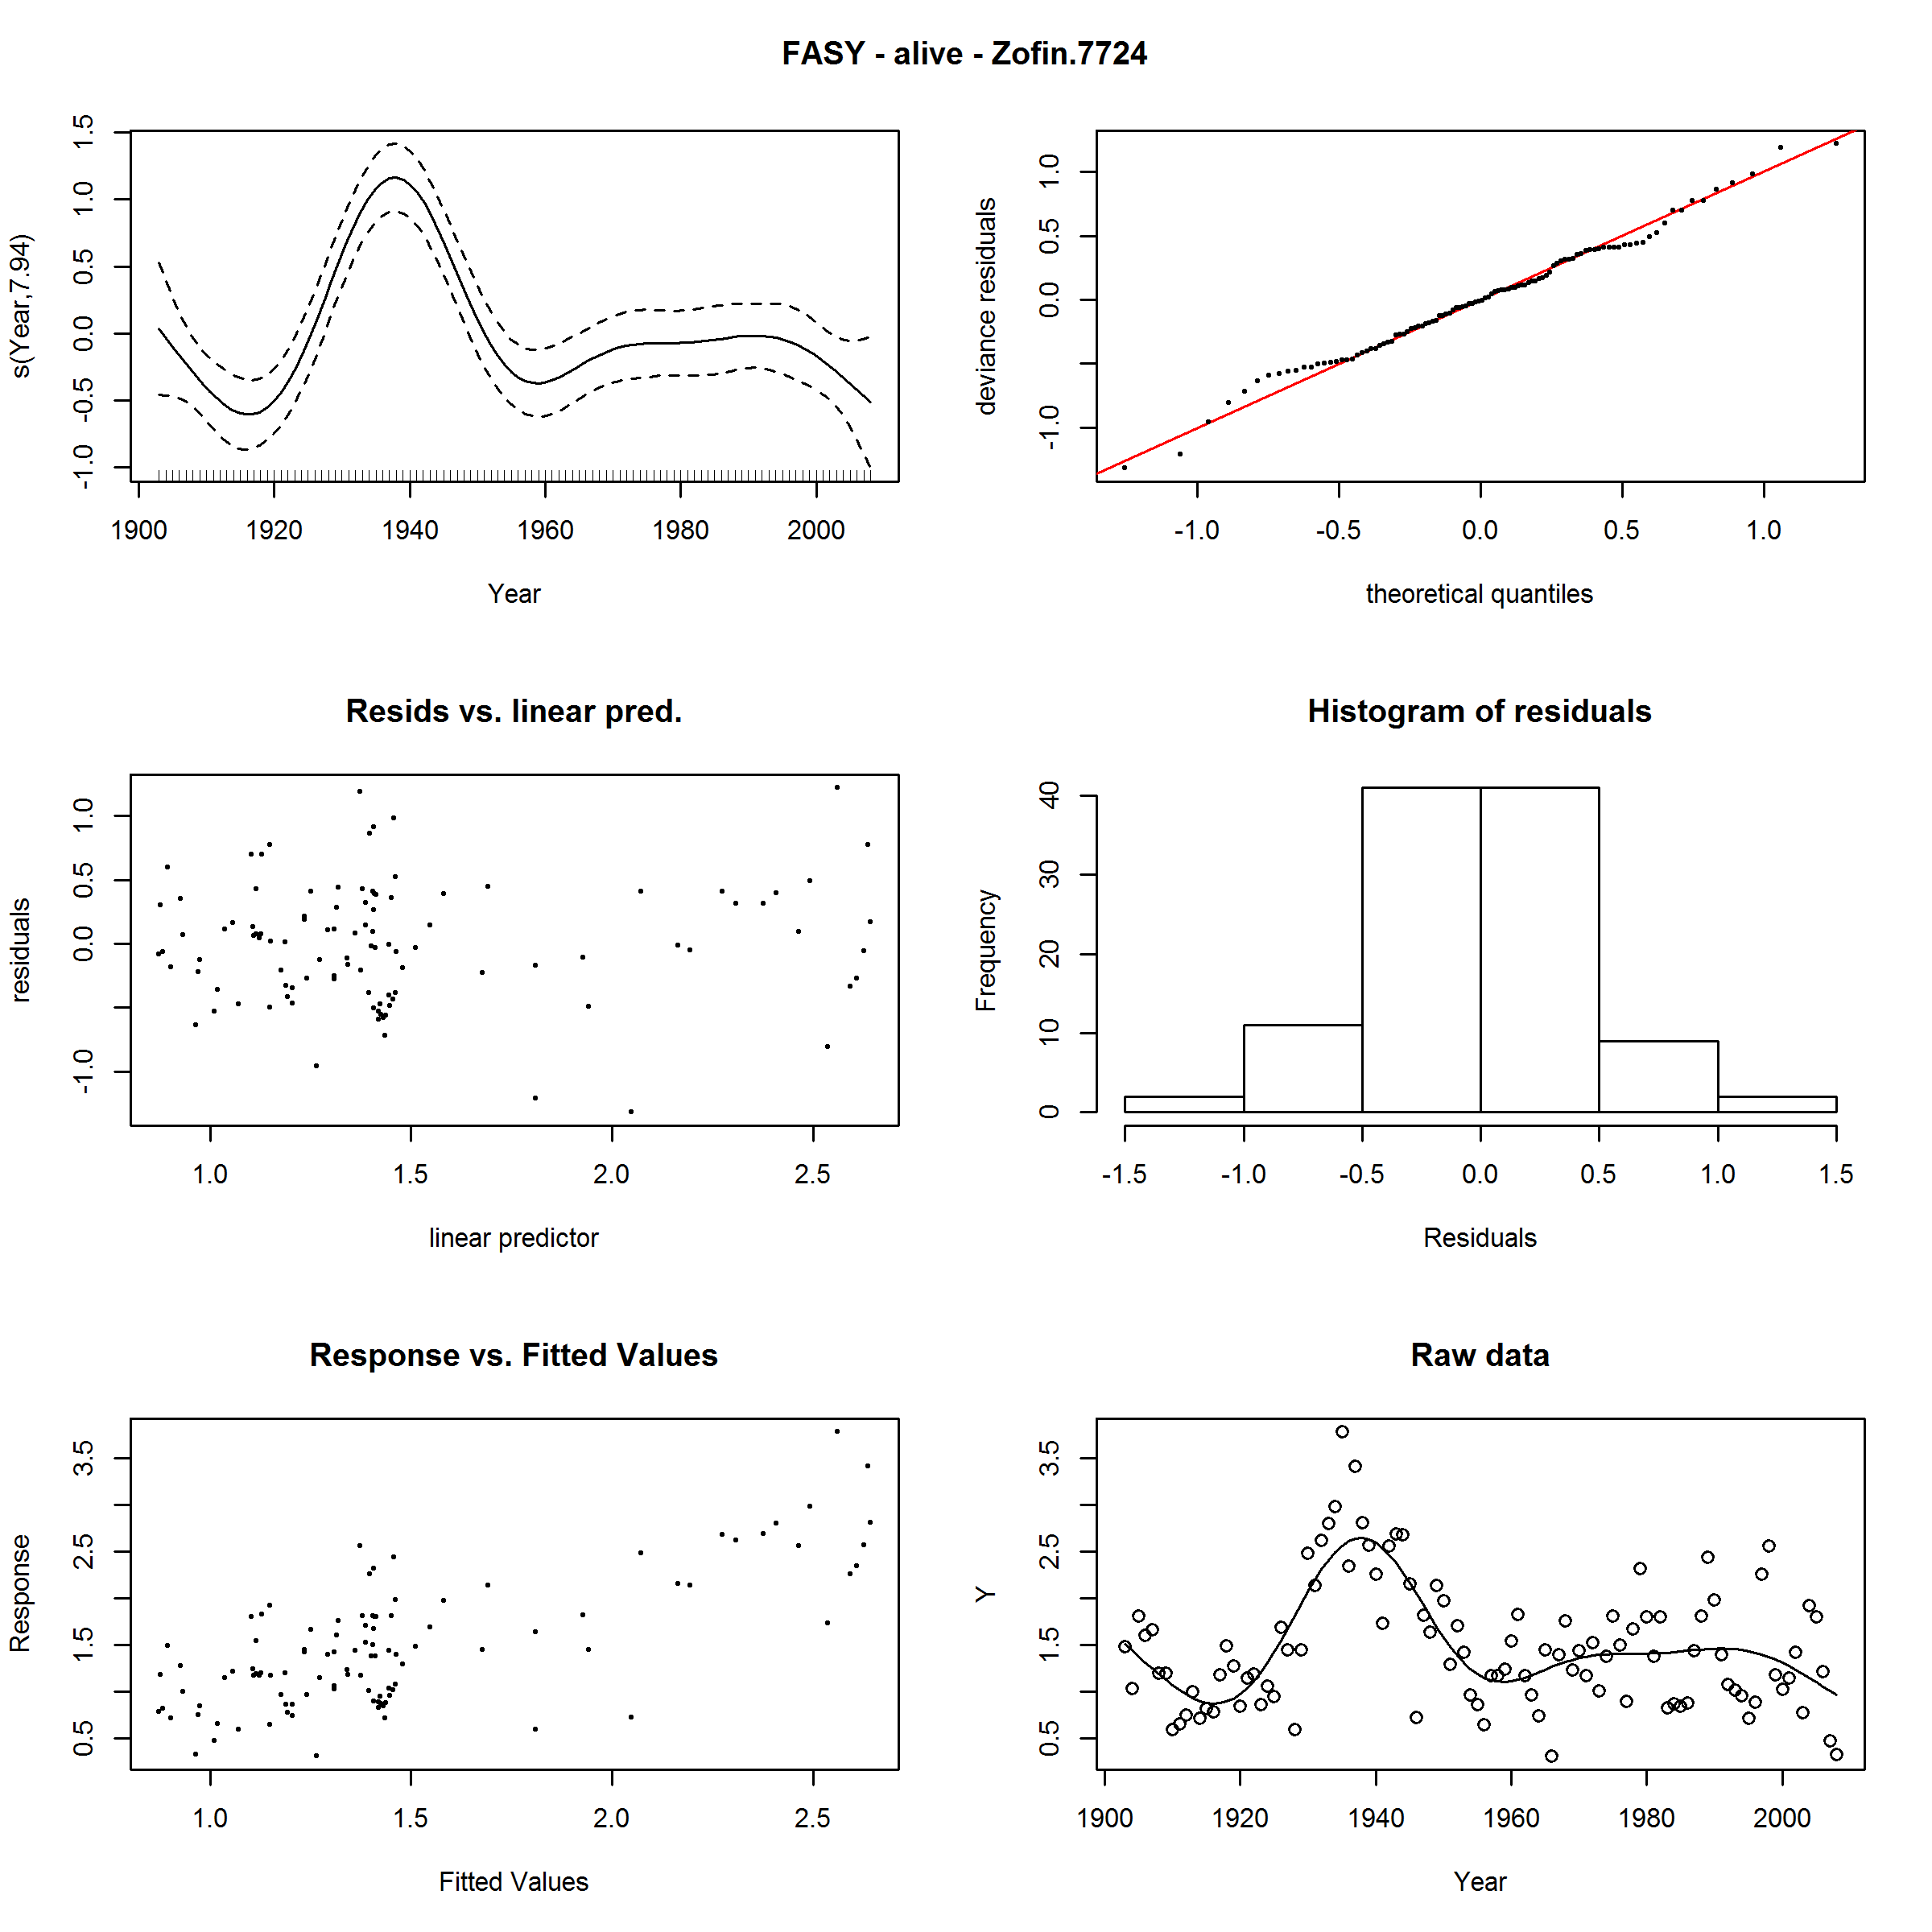 FASY - alive - Zofin.7724
s(Year,7.94)
-1.0 -0.5 0.0 0.5 1.0 1.5
1900 1920 1940 1960 1980 2000
Year
deviance residuals
-1.0 0.0 0.5 1.0
-1.0 -0.5 0.0 0.5 1.0
theoretical quantiles
Resids vs. linear pred.
residuals
-1.0 0.0 0.5 1.0
1.0 1.5 2.0 2.5
linear predictor
Histogram of residuals
Frequency
0 10 20 30 40
-1.5 -1.0 -0.5 0.0 0.5 1.0 1.5
Residuals
Response vs. Fitted Values
Response
0.5 1.5 2.5 3.5
1.0 1.5 2.0 2.5
Fitted Values
Raw data
Y
0.5 1.5 2.5 3.5
1900 1920 1940 1960 1980 2000
Year